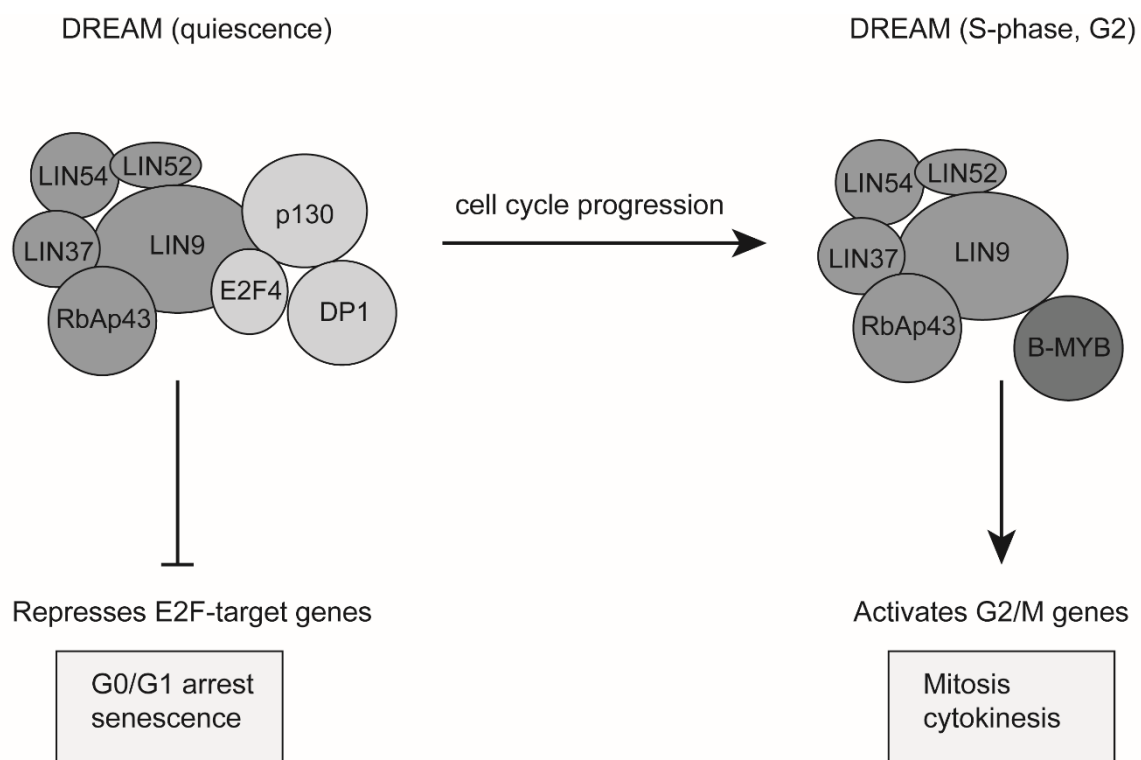 DREAM (quiescence)
DREAM (S-phase, G2)
LIN54
LIN52
p130
LIN37
LIN9
E2F4
DP1
RbAp43
cell cycle progression
LIN54
LIN52
LIN37
LIN9
RbAp43
B-MYB
Represses E2F-target genes
Activates G2/M genes
G0/G1 arrest
senescence
Mitosis
cytokinesis